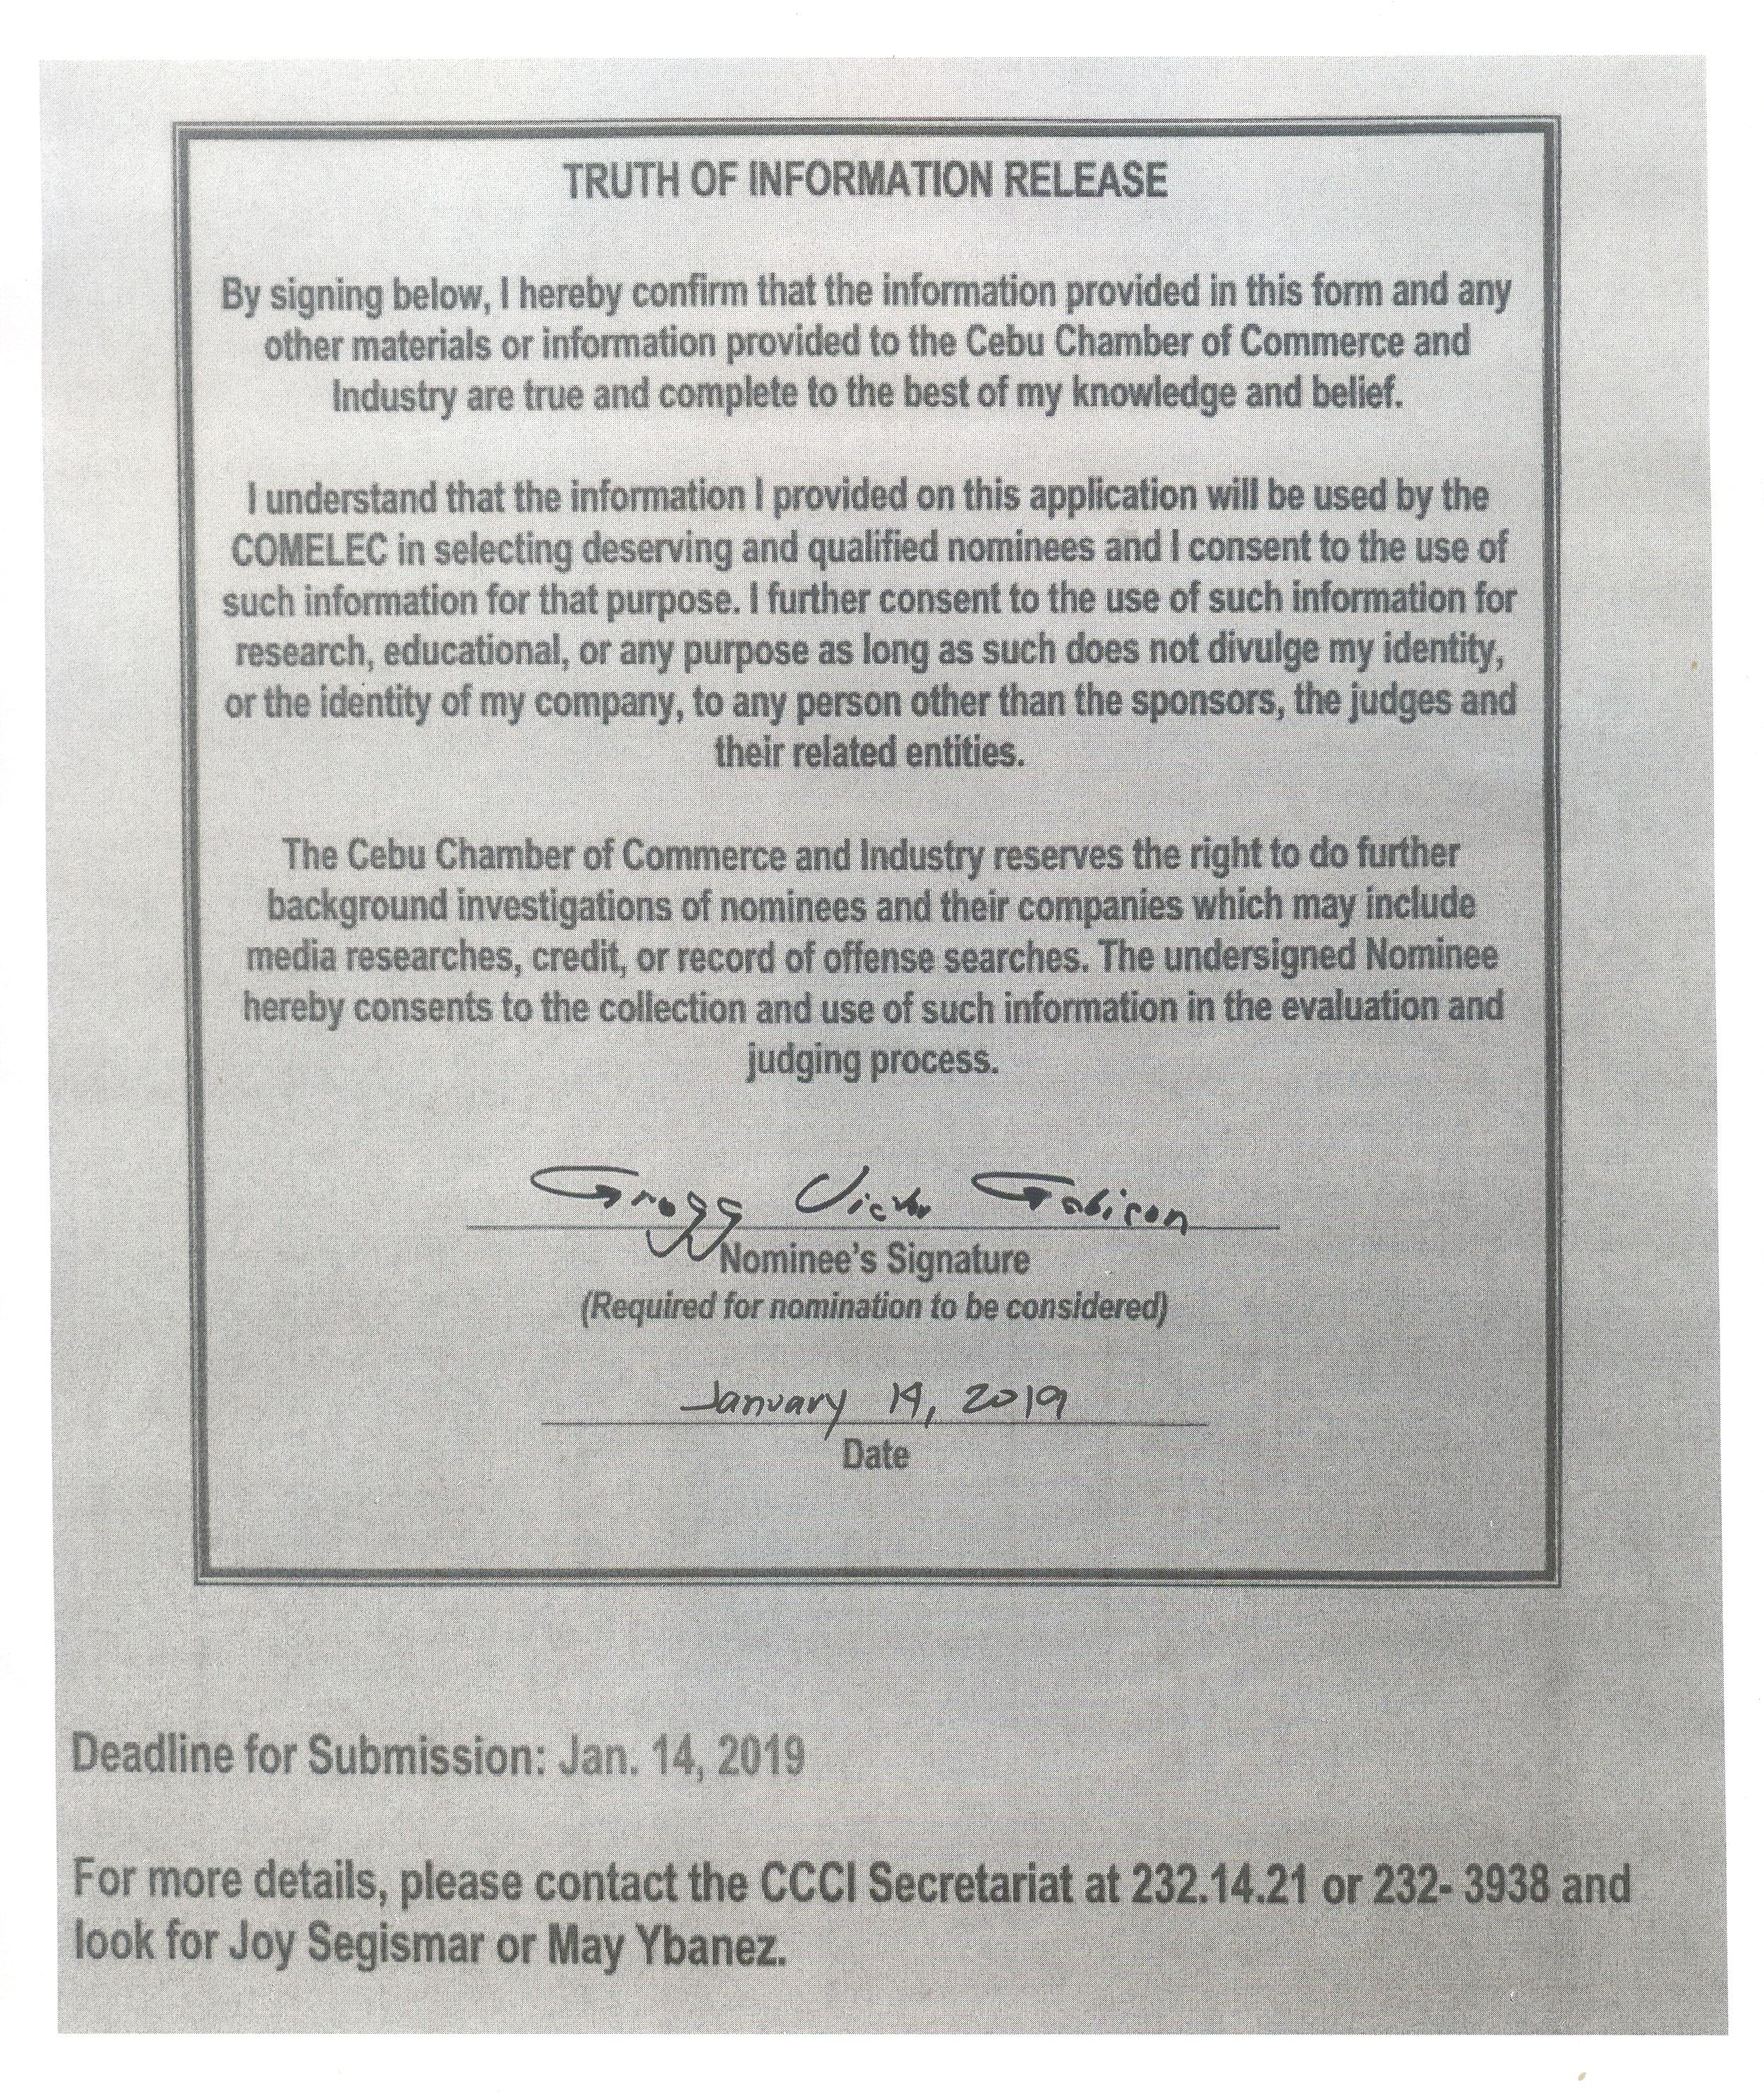 TRUTH OF INFORMATION RELEASE
By signing below, I hereby confirm that the information provided in this form and any
other materials or information provided to the Cebu Chamber of Commerce and
Industry are true and complete to the best of my knowledge and belief.
I understand that the information I provided on this application will be used by the
COMELEC in selecting deserving and qualified nominees and I consent to the use of
such information for that purpose. I further consent to the use of such information for
research, educational, or any purpose as long as such does not divulge my identity,
or the identity of my company, to any person other than the sponsors, the judges and
their related entities.
The Cebu Chamber of Commerce and Industry reserves the right to do further
background investigations of nominees and their companies which may include
media researches, credit, or record of offense searches. The undersigned Nominee
hereby consents to the collection and use of such information in the evaluation and
judging process.
Victor
Nominee's Signature
(Required for nomination to be considered)
January 14, 2019
Date
Deadline for Submission: Jan. 14, 2019
For more details, please contact the CCCI Secretariat at 232.14.21 or 232- 3938 and
look for Joy Segismar or May Ybanez.